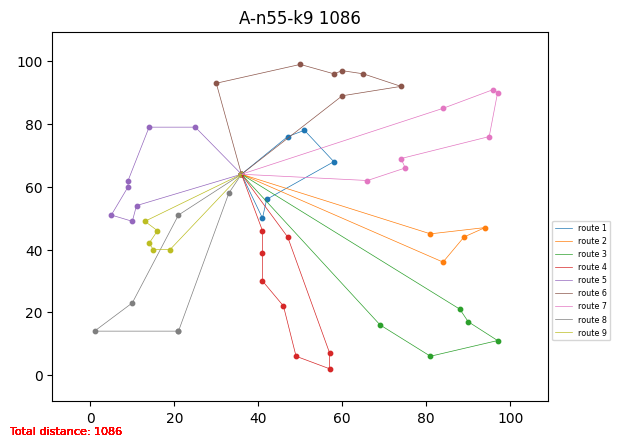 A-n55-k9 1086
100
80
60
40
20
0
0 20 40 60 80 100
route 1
route 2
route 3
route 4
route 5
route 6
route 7
route 8
route 9
Total distance: 1086